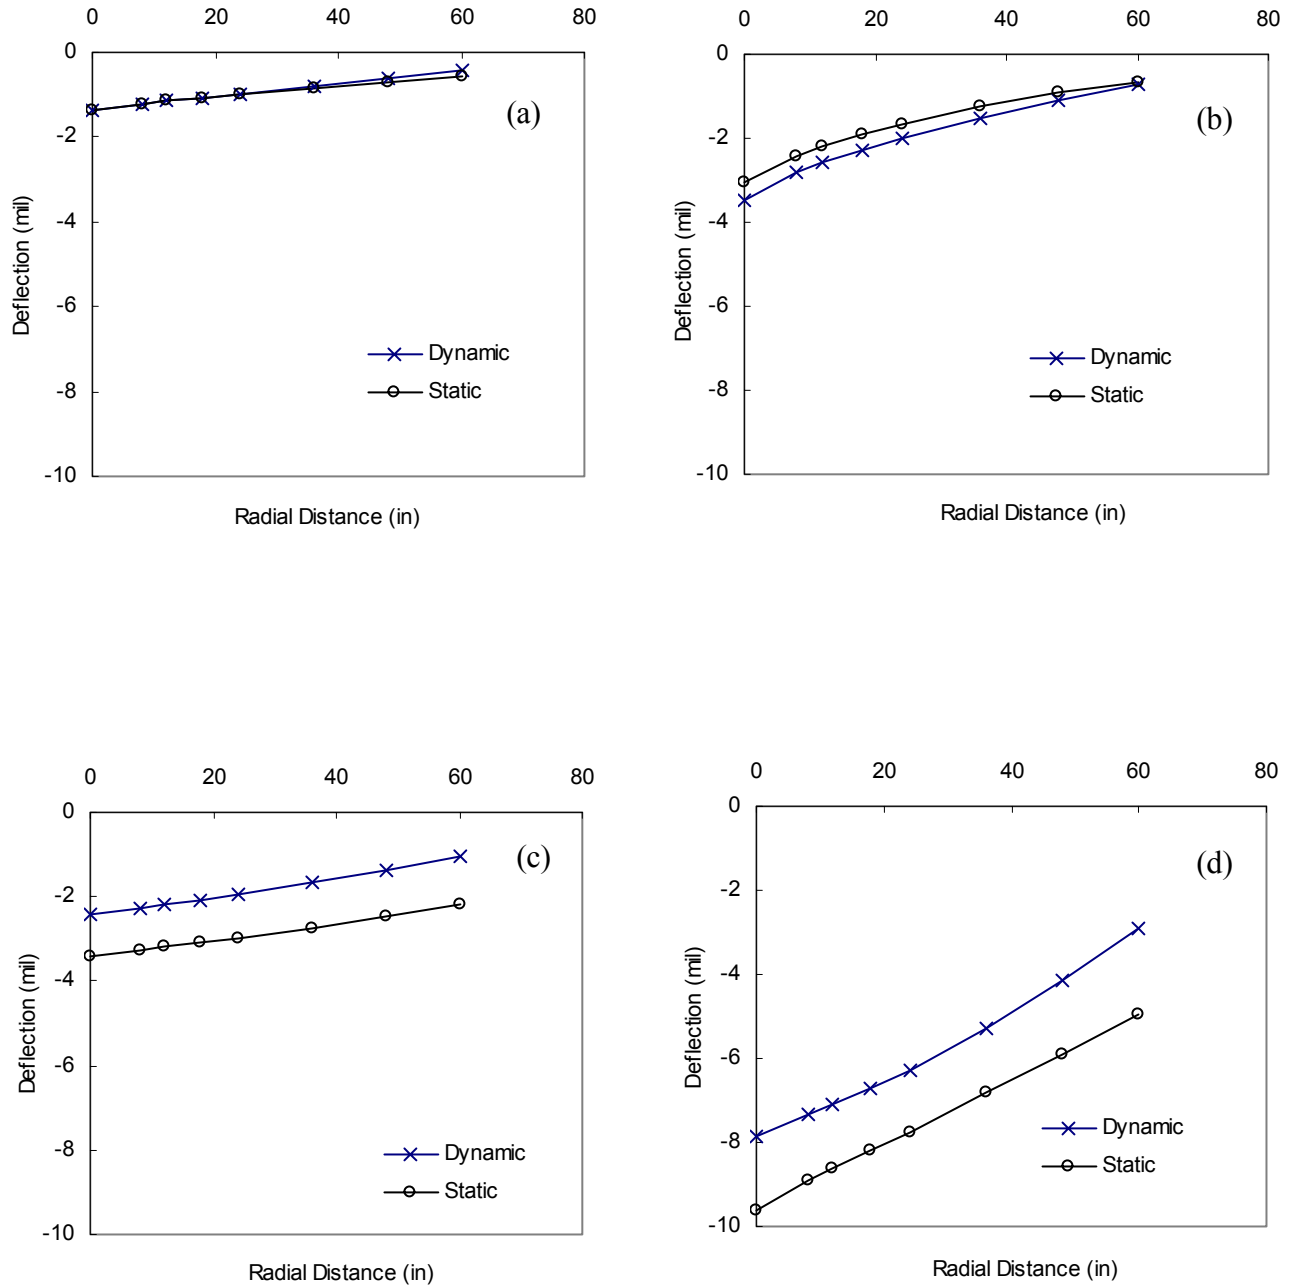 0 20 40 60 80
0
-2
-4
-6
-8
-10
Deflection (mil)
(a)
Dynamic
Static
Radial Distance (in)
0 20 40 60 80
0
-2
-4
-6
-8
-10
Deflection (mil)
(b)
Dynamic
Static
Radial Distance (in)
0 20 40 60 80
0
-2
-4
-6
-8
-10
Deflection (mil)
(c)
Dynamic
Static
Radial Distance (in)
0 20 40 60 80
0
-2
-4
-6
-8
-10
Deflection (mil)
(d)
Dynamic
Static
Radial Distance (in)